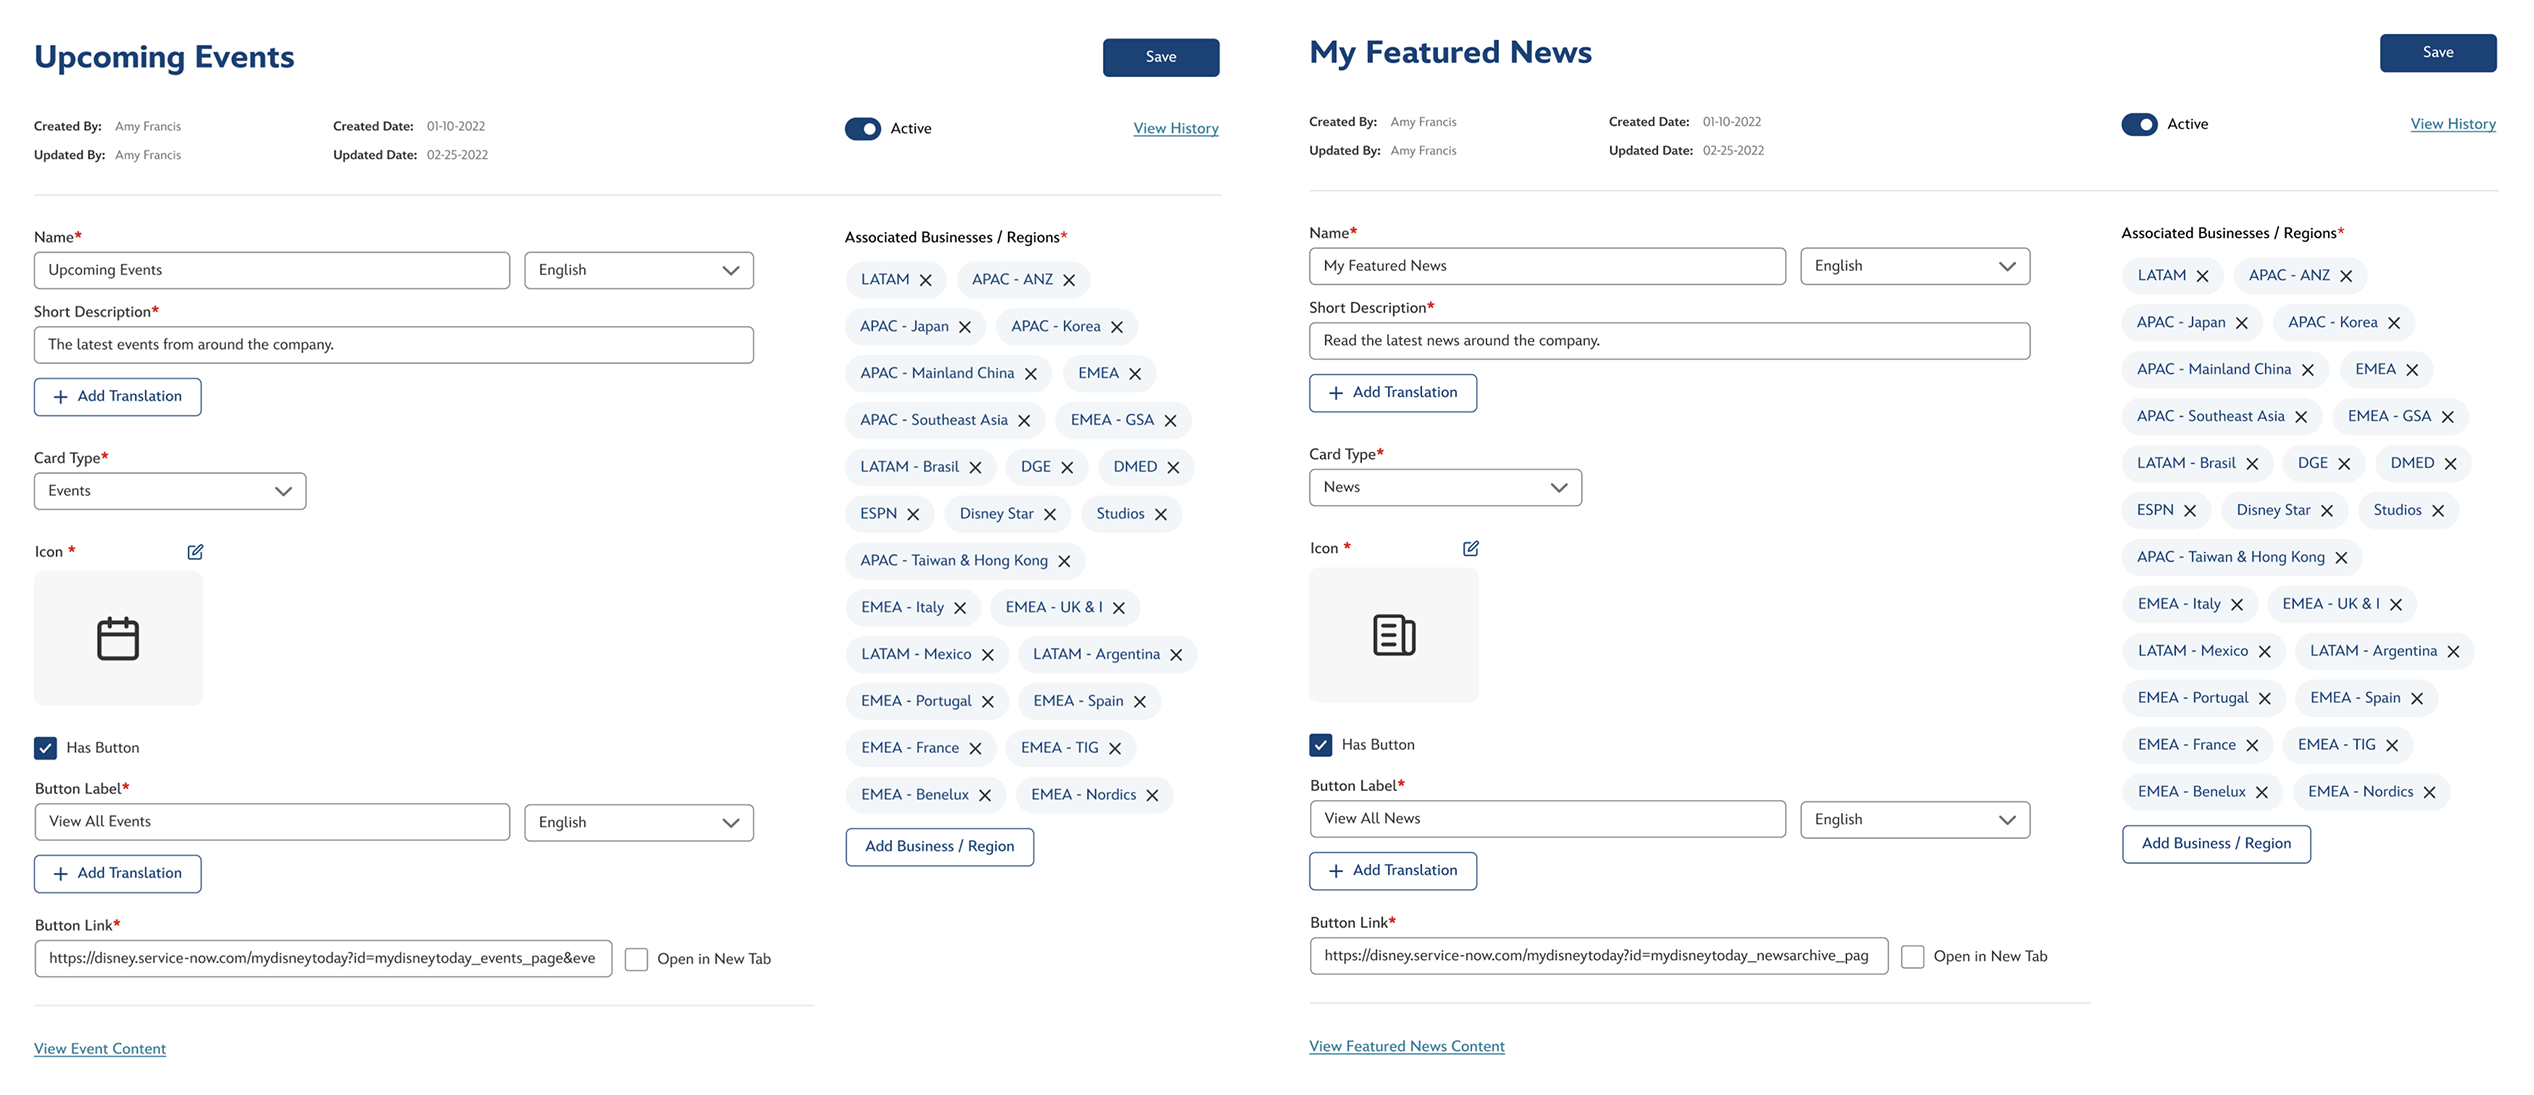 Upcoming Events
Save
Created By: Amy Francis
Created Date: 01-10-2022
Active
View History
Updated By: Amy Francis
Updated Date: 02-25-2022
Name*
Upcoming Events
English
Short Description*
The latest events from around the company.
+ Add Translation
Card Type*
Events
Icon *
Has Button
Button Label*
View All Events
English
+ Add Translation
Button Link*
https://disney.service-now.com/mydisneytoday?id=mydisneytoday_events_page&eve
Open in New Tab
View Event Content
Associated Businesses / Regions*
LATAM X APAC - ANZ X
APAC - Japan X APAC - Korea X
APAC - Mainland China X EMEA X
APAC - Southeast Asia X EMEA - GSA X
LATAM - Brasil X DGE X DMED X
ESPN X Disney Star X Studios X
APAC - Taiwan & Hong Kong X
EMEA - Italy X EMEA - UK & I X
LATAM - Mexico X LATAM - Argentina X
EMEA - Portugal X EMEA - Spain X
EMEA - France X EMEA - TIG X
EMEA - Benelux X EMEA - Nordics X
Add Business / Region
My Featured News
Save
Created By: Amy Francis
Created Date: 01-10-2022
Active
View History
Updated By: Amy Francis
Updated Date: 02-25-2022
Name*
My Featured News
English
Short Description*
Read the latest news around the company.
+ Add Translation
Card Type*
News
Icon *
Has Button
Button Label*
View All News
English
+ Add Translation
Button Link*
https://disney.service-now.com/mydisneytoday?id=mydisneytoday_newsarchive_pag
Open in New Tab
View Featured News Content
Associated Businesses / Regions*
LATAM X APAC - ANZ X
APAC - Japan X APAC - Korea X
APAC - Mainland China X EMEA X
APAC - Southeast Asia X EMEA - GSA X
LATAM - Brasil X DGE X DMED X
ESPN X Disney Star X Studios X
APAC - Taiwan & Hong Kong X
EMEA - Italy X EMEA - UK & I X
LATAM - Mexico X LATAM - Argentina X
EMEA - Portugal X EMEA - Spain X
EMEA - France X EMEA - TIG X
EMEA - Benelux X EMEA - Nordics X
Add Business / Region